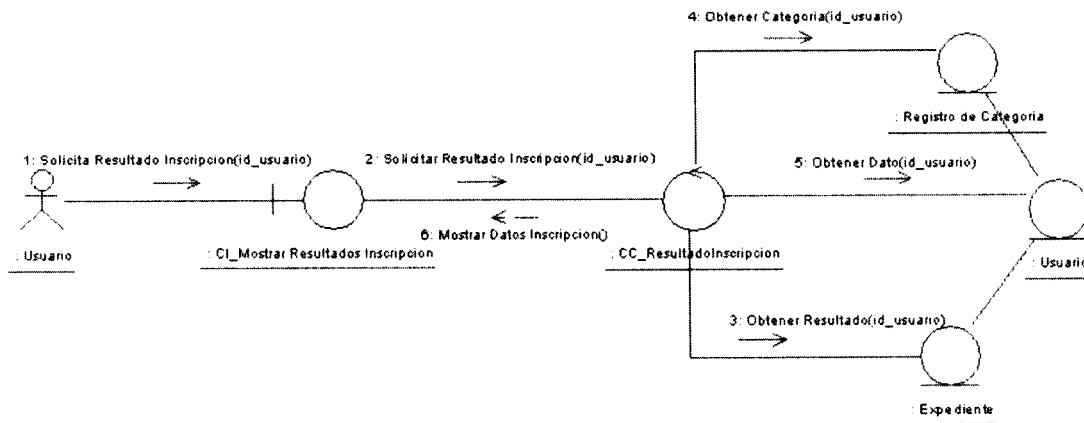 4: Obtener Categoria(id_usuario)
: Registro de Categoria
1: Solicita Resultado Inscripcion(id_usuario)
2: Solicitar Resultado Inscripcion(id_usuario)
5: Obtener Dato(id_usuario)
6: Mostrar Datos Inscripcion()
: Usuario
: CI_Mostrar Resultados Inscripcion
: CC_ResultadoInscripcion
: Usuario
3: Obtener Resultado(id_usuario)
: Expediente